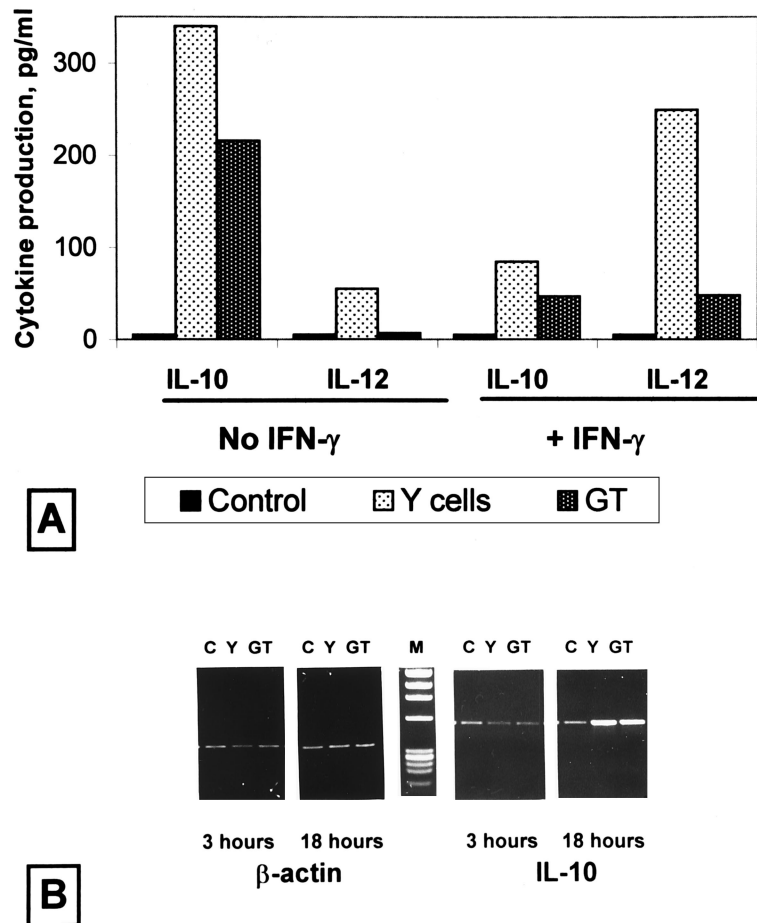 Cytokine production, pg/ml
300
200
100
0
IL-10 IL-12 IL-10 IL-12
No IFN-γ + IFN-γ
Control Y cells GT
A
C Y GT C Y GT M C Y GT C Y GT
3 hours 18 hours 3 hours 18 hours
β-actin IL-10
B